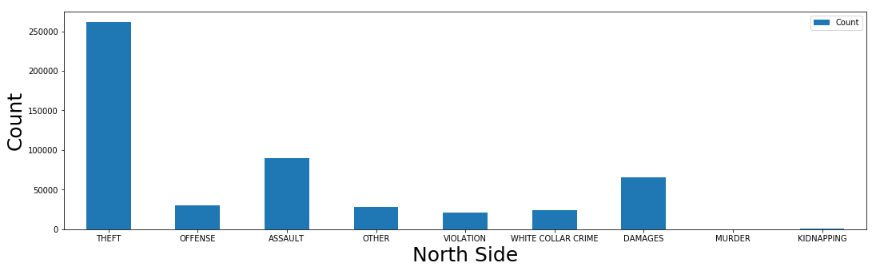 250000
200000
150000
100000
50000
0
Count
Count
THEFT OFFENSE ASSAULT OTHER VIOLATION WHITE COLLAR CRIME DAMAGES MURDER KIDNAPPING
North Side